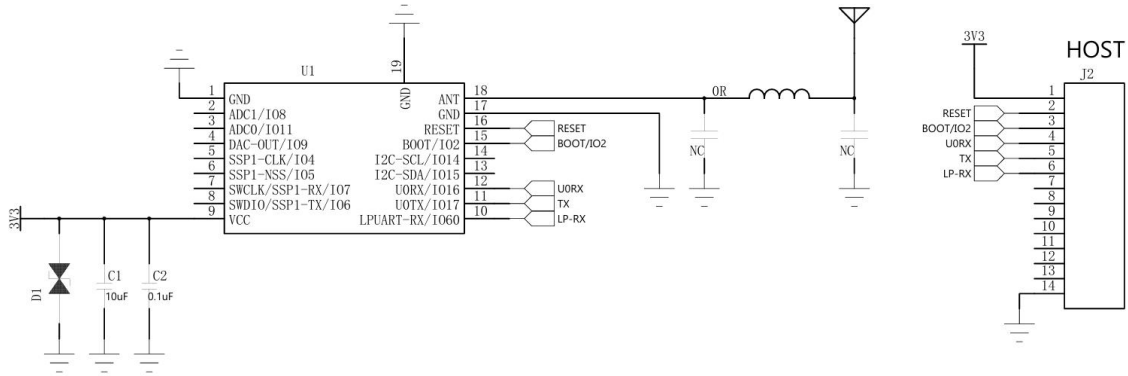 U1
19
GND
1 GND
2 ADC1/IO8
3 ADC0/IO11
4 DAC-OUT/IO9
5 SSP1-CLK/IO4
6 SSP1-NSS/IO5
7 SWCLK/SSP1-RX/IO7
8 SWDIO/SSP1-TX/IO6
9 VCC
ANT 18
GND 17
RESET 16 RESET
BOOT/IO2 15 BOOT/IO2
I2C-SCL/IO14 14
I2C-SDA/IO15 13
U0RX/IO16 12 U0RX
U0TX/IO17 11 TX
LPUART-RX/IO60 10 LP-RX
3V3
D1
C1
10uF
C2
0.1uF
0R
NC
NC
3V3
HOST
J2
1
RESET 2
BOOT/IO2 3
U0RX 4
TX 5
LP-RX 6
7
8
9
10
11
12
13
14